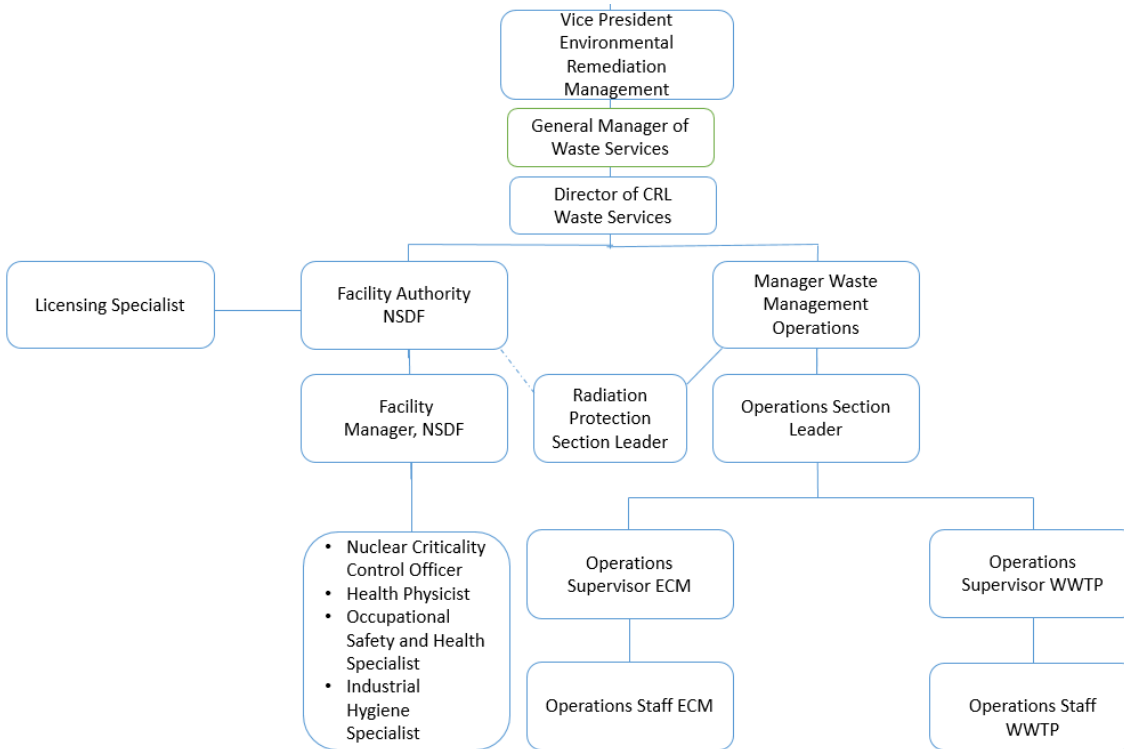 Vice President
Environmental
Remediation
Management
General Manager of
Waste Services
Director of CRL
Waste Services
Licensing Specialist
Facility Authority
NSDF
Manager Waste
Management
Operations
Facility
Manager, NSDF
Radiation
Protection
Section Leader
Operations Section
Leader
• Nuclear Criticality
Control Officer
• Health Physicist
• Occupational
Safety and Health
Specialist
• Industrial
Hygiene
Specialist
Operations
Supervisor ECM
Operations
Supervisor WWTP
Operations Staff ECM
Operations Staff
WWTP